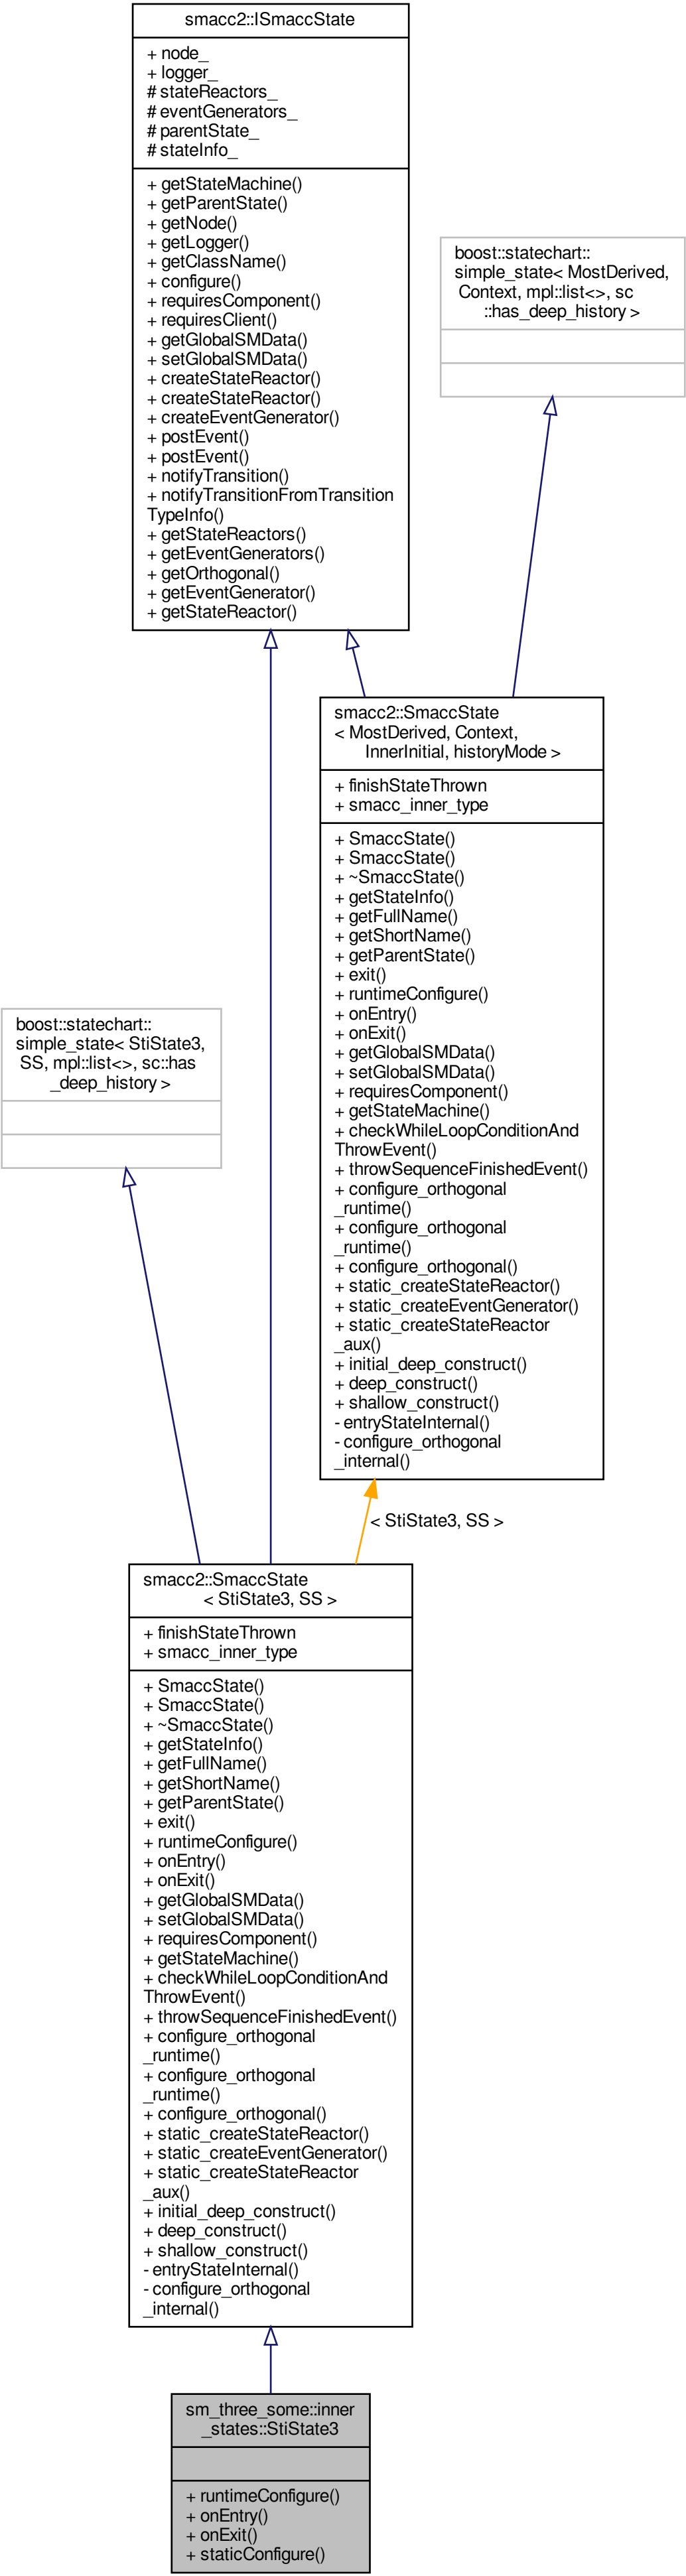 smacc2::ISmaccState
+ node_
+ logger_
# stateReactors_
# eventGenerators_
# parentState_
# stateInfo_
+ getStateMachine()
+ getParentState()
+ getNode()
+ getLogger()
+ getClassName()
+ configure()
+ requiresComponent()
+ requiresClient()
+ getGlobalSMData()
+ setGlobalSMData()
+ createStateReactor()
+ createStateReactor()
+ createEventGenerator()
+ postEvent()
+ postEvent()
+ notifyTransition()
+ notifyTransitionFromTransition
TypeInfo()
+ getStateReactors()
+ getEventGenerators()
+ getOrthogonal()
+ getEventGenerator()
+ getStateReactor()
boost::statechart::
simple_state< MostDerived,
Context, mpl::list<>, sc
::has_deep_history >
smacc2::SmaccState
< MostDerived, Context,
InnerInitial, historyMode >
+ finishStateThrown
+ smacc_inner_type
+ SmaccState()
+ SmaccState()
+ ~SmaccState()
+ getStateInfo()
+ getFullName()
+ getShortName()
+ getParentState()
+ exit()
+ runtimeConfigure()
+ onEntry()
+ onExit()
+ getGlobalSMData()
+ setGlobalSMData()
+ requiresComponent()
+ getStateMachine()
+ checkWhileLoopConditionAnd
ThrowEvent()
+ throwSequenceFinishedEvent()
+ configure_orthogonal
_runtime()
+ configure_orthogonal
_runtime()
+ configure_orthogonal()
+ static_createStateReactor()
+ static_createEventGenerator()
+ static_createStateReactor
_aux()
+ initial_deep_construct()
+ deep_construct()
+ shallow_construct()
- entryStateInternal()
- configure_orthogonal
_internal()
boost::statechart::
simple_state< StiState3,
SS, mpl::list<>, sc::has
_deep_history >
< StiState3, SS >
smacc2::SmaccState
< StiState3, SS >
+ finishStateThrown
+ smacc_inner_type
+ SmaccState()
+ SmaccState()
+ ~SmaccState()
+ getStateInfo()
+ getFullName()
+ getShortName()
+ getParentState()
+ exit()
+ runtimeConfigure()
+ onEntry()
+ onExit()
+ getGlobalSMData()
+ setGlobalSMData()
+ requiresComponent()
+ getStateMachine()
+ checkWhileLoopConditionAnd
ThrowEvent()
+ throwSequenceFinishedEvent()
+ configure_orthogonal
_runtime()
+ configure_orthogonal
_runtime()
+ configure_orthogonal()
+ static_createStateReactor()
+ static_createEventGenerator()
+ static_createStateReactor
_aux()
+ initial_deep_construct()
+ deep_construct()
+ shallow_construct()
- entryStateInternal()
- configure_orthogonal
_internal()
sm_three_some::inner
_states::StiState3
+ runtimeConfigure()
+ onEntry()
+ onExit()
+ staticConfigure()